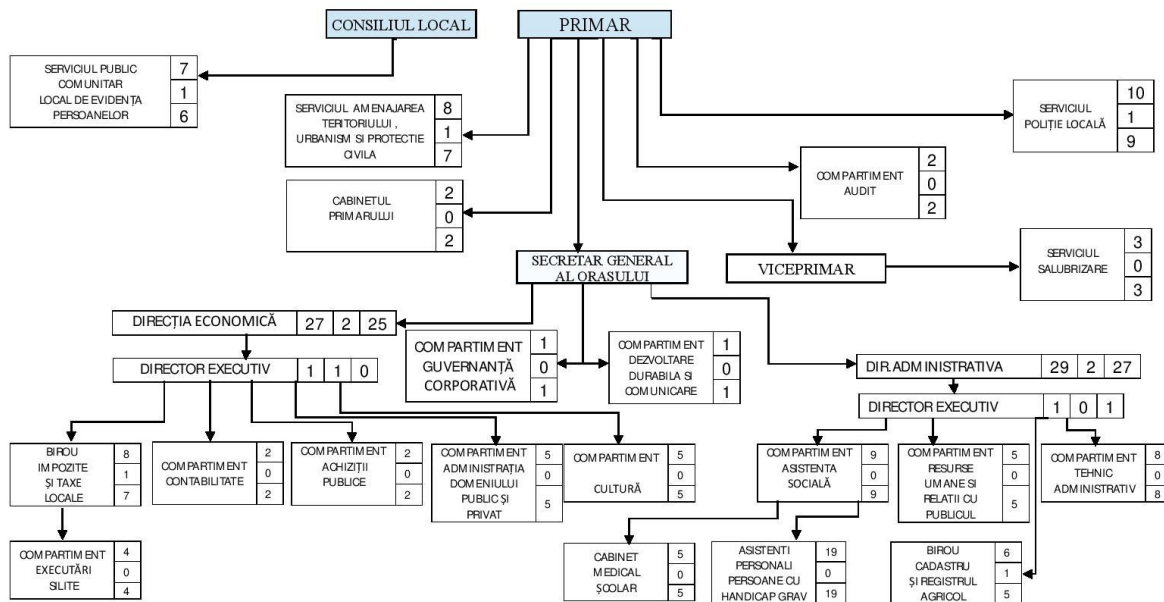 CONSILIUL LOCAL
PRIMAR
SERVICIUL PUBLIC
COMUNITAR
LOCAL DE EVIDENȚA
PERSOANELOR
7
1
6
SERVICIUL AMENAJAREA
TERITORIULUI ,
URBANISM SI PROTECTIE
CIVILA
8
1
7
SERVICIUL
POLIȚIE LOCALĂ
10
1
9
COMPARTIMENT
AUDIT
2
0
2
CABINETUL
PRIMARULUI
2
0
2
SECRETAR GENERAL
AL ORASULUI
VICEPRIMAR
SERVICIUL
SALUBRIZARE
3
0
3
DIRECȚIA ECONOMICĂ 27 2 25
COMPARTIMENT
GUVERNANȚĂ
CORPORATIVĂ
1
0
1
COMPARTIMENT
DEZVOLTARE
DURABILA SI
COMUNICARE
1
0
1
DIR.ADMINISTRATIVA 29 2 27
DIRECTOR EXECUTIV 1 1 0
DIRECTOR EXECUTIV 1 0 1
BIROU
IMPOZITE
ȘI TAXE
LOCALE
8
1
7
COMPARTIMENT
CONTABILITATE
2
0
2
COMPARTIMENT
ACHIZIȚII
PUBLICE
2
0
2
COMPARTIMENT
ADMINISTRAȚIA
DOMENIULUI
PUBLIC ȘI
PRIVAT
5
0
5
COMPARTIMENT
CULTURĂ
5
0
5
COMPARTIMENT
ASISTENTA
SOCIALĂ
9
0
9
COMPARTIMENT
RESURSE
UMANE SI
RELATII CU
PUBLICUL
5
0
5
COMPARTIMENT
TEHNIC
ADMINISTRATIV
8
0
8
COMPARTIMENT
EXECUTĂRI
SILITE
4
0
4
CABINET
MEDICAL
ȘCOLAR
5
0
5
ASISTENTI
PERSONALI
PERSOANE CU
HANDICAP GRAV
19
0
19
BIROU
CADASTRU
ȘI REGISTRUL
AGRICOL
6
1
5